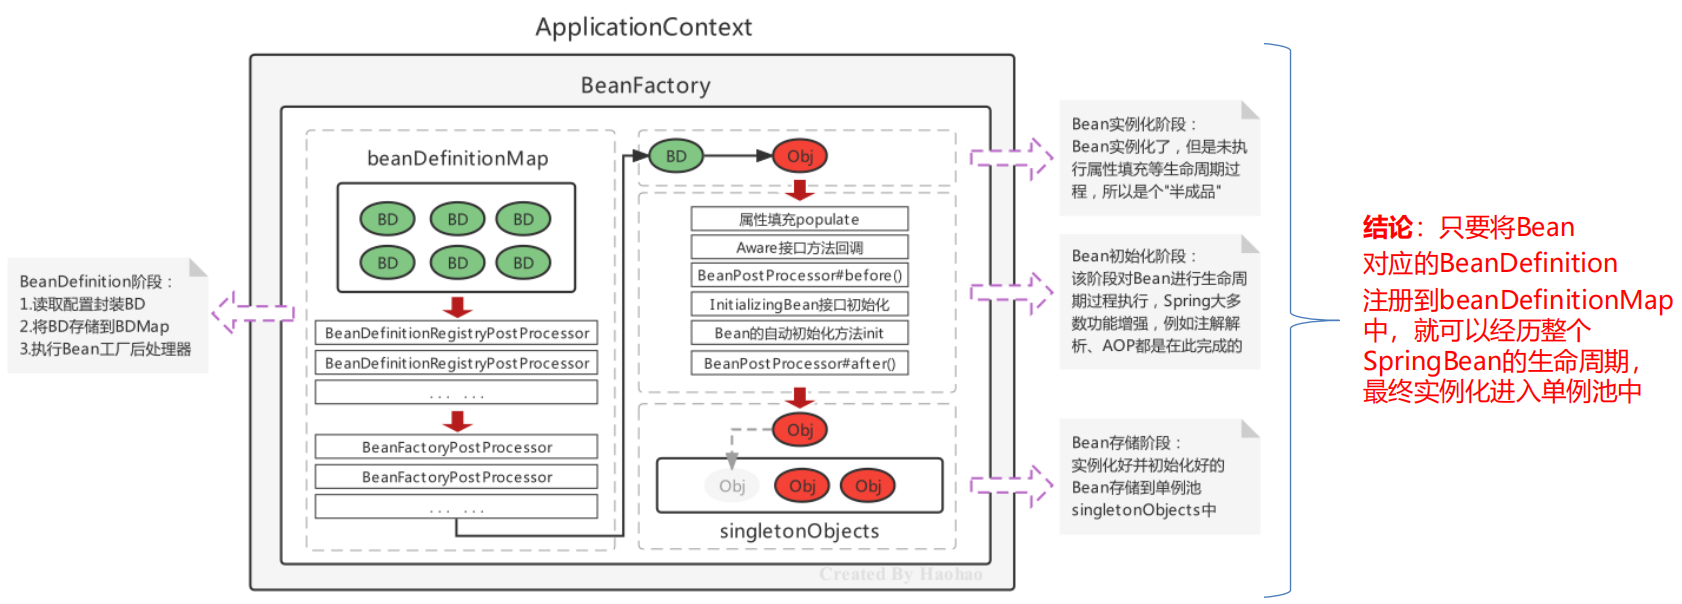 ApplicationContext
BeanFactory
beanDefinitionMap
BD
BD
BD
BD
BD
BD
BeanDefinitionRegistryPostProcessor
BeanDefinitionRegistryPostProcessor
... ...
BeanFactoryPostProcessor
BeanFactoryPostProcessor
... ...
BeanDefinition阶段：
1.读取配置封装BD
2.将BD存储到BDMap
3.执行Bean工厂后处理器
BD
Obj
属性填充populate
Aware接口方法回调
BeanPostProcessor#before()
InitializingBean接口初始化
Bean的自动初始化方法init
BeanPostProcessor#after()
Obj
Obj
Obj
Obj
singletonObjects
Created By Haohao
Bean实例化阶段：
Bean实例化了，但是未执
行属性填充等生命周期过
程，所以是个"半成品"
Bean初始化阶段：
该阶段对Bean进行生命周
期过程执行，Spring大多
数功能增强，例如注解解
析、AOP都是在此完成的
Bean存储阶段：
实例化好并初始化好的
Bean存储到单例池
singletonObjects中
结论：只要将Bean
对应的BeanDefinition
注册到beanDefinitionMap
中，就可以经历整个
SpringBean的生命周期，
最终实例化进入单例池中